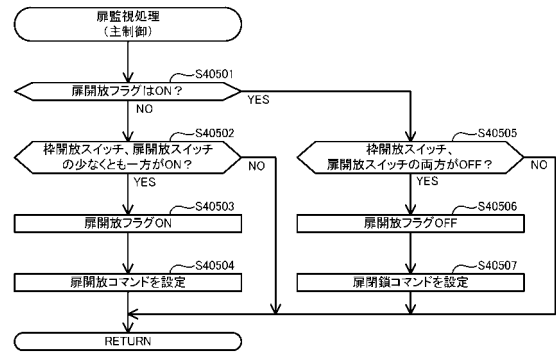 扉監視処理
(主制御)
S40501
扉開放フラグはON？
NO
YES
S40502
枠開放スイッチ、扉開放スイッチ
の少なくとも一方がON？
NO
YES
S40505
枠開放スイッチ、
扉開放スイッチの両方がOFF？
NO
YES
S40503
扉開放フラグON
S40506
扉開放フラグOFF
S40504
扉開放コマンドを設定
S40507
扉閉鎖コマンドを設定
RETURN